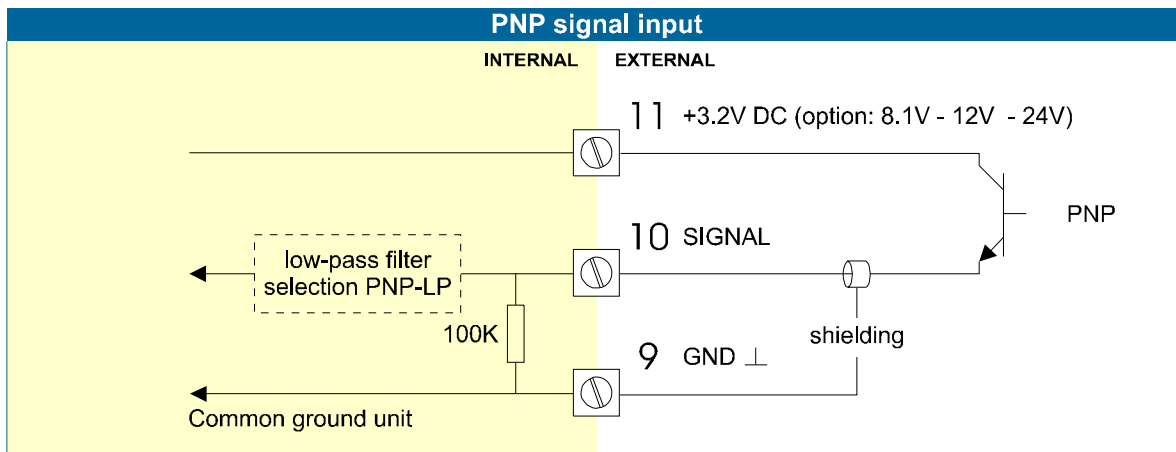 PNP signal input
INTERNAL EXTERNAL
11 +3.2V DC (option: 8.1V - 12V - 24V)
PNP
10 SIGNAL
low-pass filter
selection PNP-LP
100K
shielding
9 GND ⊥
Common ground unit